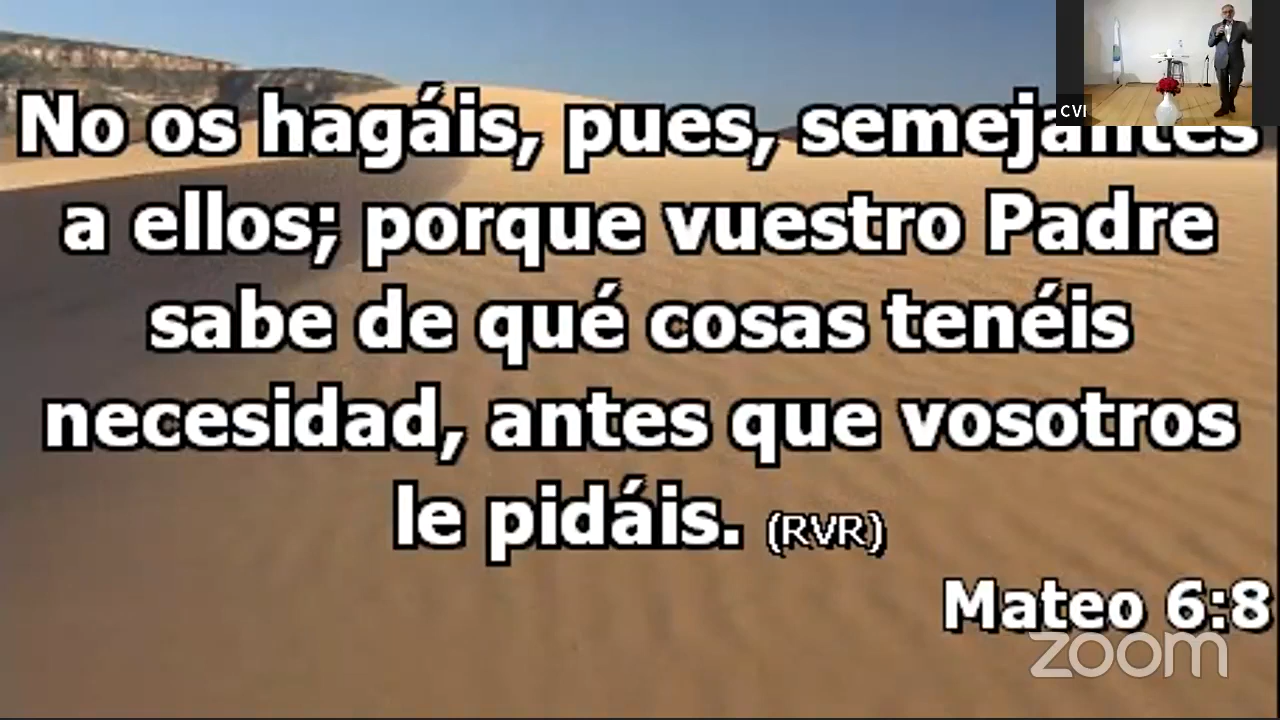 No os hagáis, pues, semejantes
a ellos; porque vuestro Padre
sabe de qué cosas tenéis
necesidad, antes que vosotros
le pidáis. (RVR)
Mateo 6:8
zoom
CVI